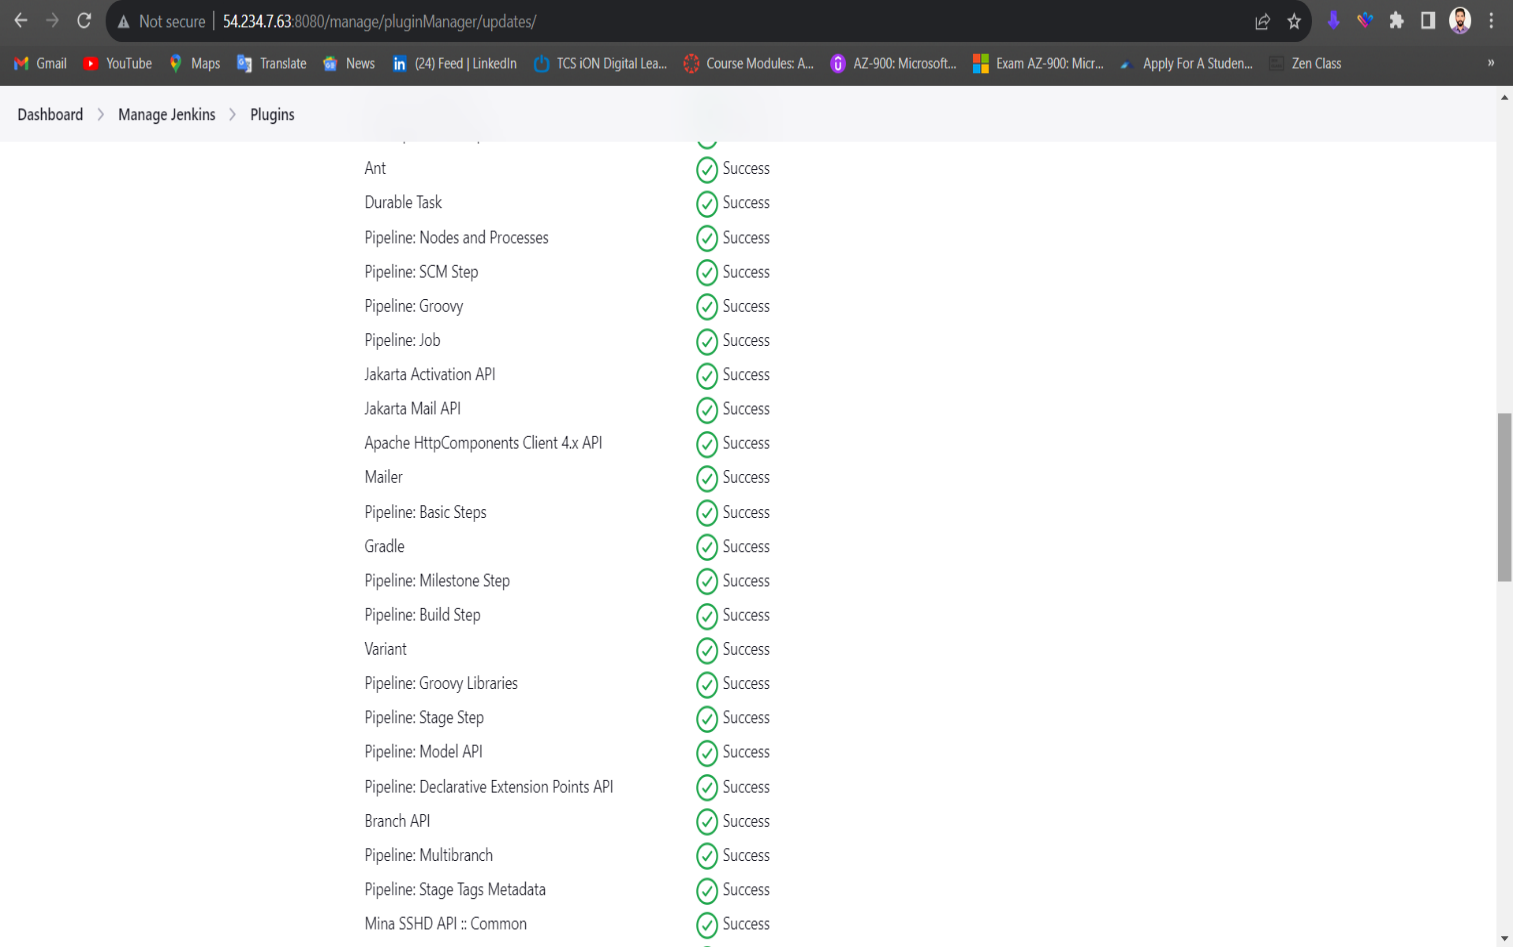 Not secure | 54.234.7.63:8080/manage/pluginManager/updates/
Gmail YouTube Maps Translate News (24) Feed | LinkedIn TCS iON Digital Lea... Course Modules: A... AZ-900: Microsoft... Exam AZ-900: Micr... Apply For A Studen... Zen Class »
Dashboard > Manage Jenkins > Plugins
Ant Success
Durable Task Success
Pipeline: Nodes and Processes Success
Pipeline: SCM Step Success
Pipeline: Groovy Success
Pipeline: Job Success
Jakarta Activation API Success
Jakarta Mail API Success
Apache HttpComponents Client 4.x API Success
Mailer Success
Pipeline: Basic Steps Success
Gradle Success
Pipeline: Milestone Step Success
Pipeline: Build Step Success
Variant Success
Pipeline: Groovy Libraries Success
Pipeline: Stage Step Success
Pipeline: Model API Success
Pipeline: Declarative Extension Points API Success
Branch API Success
Pipeline: Multibranch Success
Pipeline: Stage Tags Metadata Success
Mina SSHD API :: Common Success